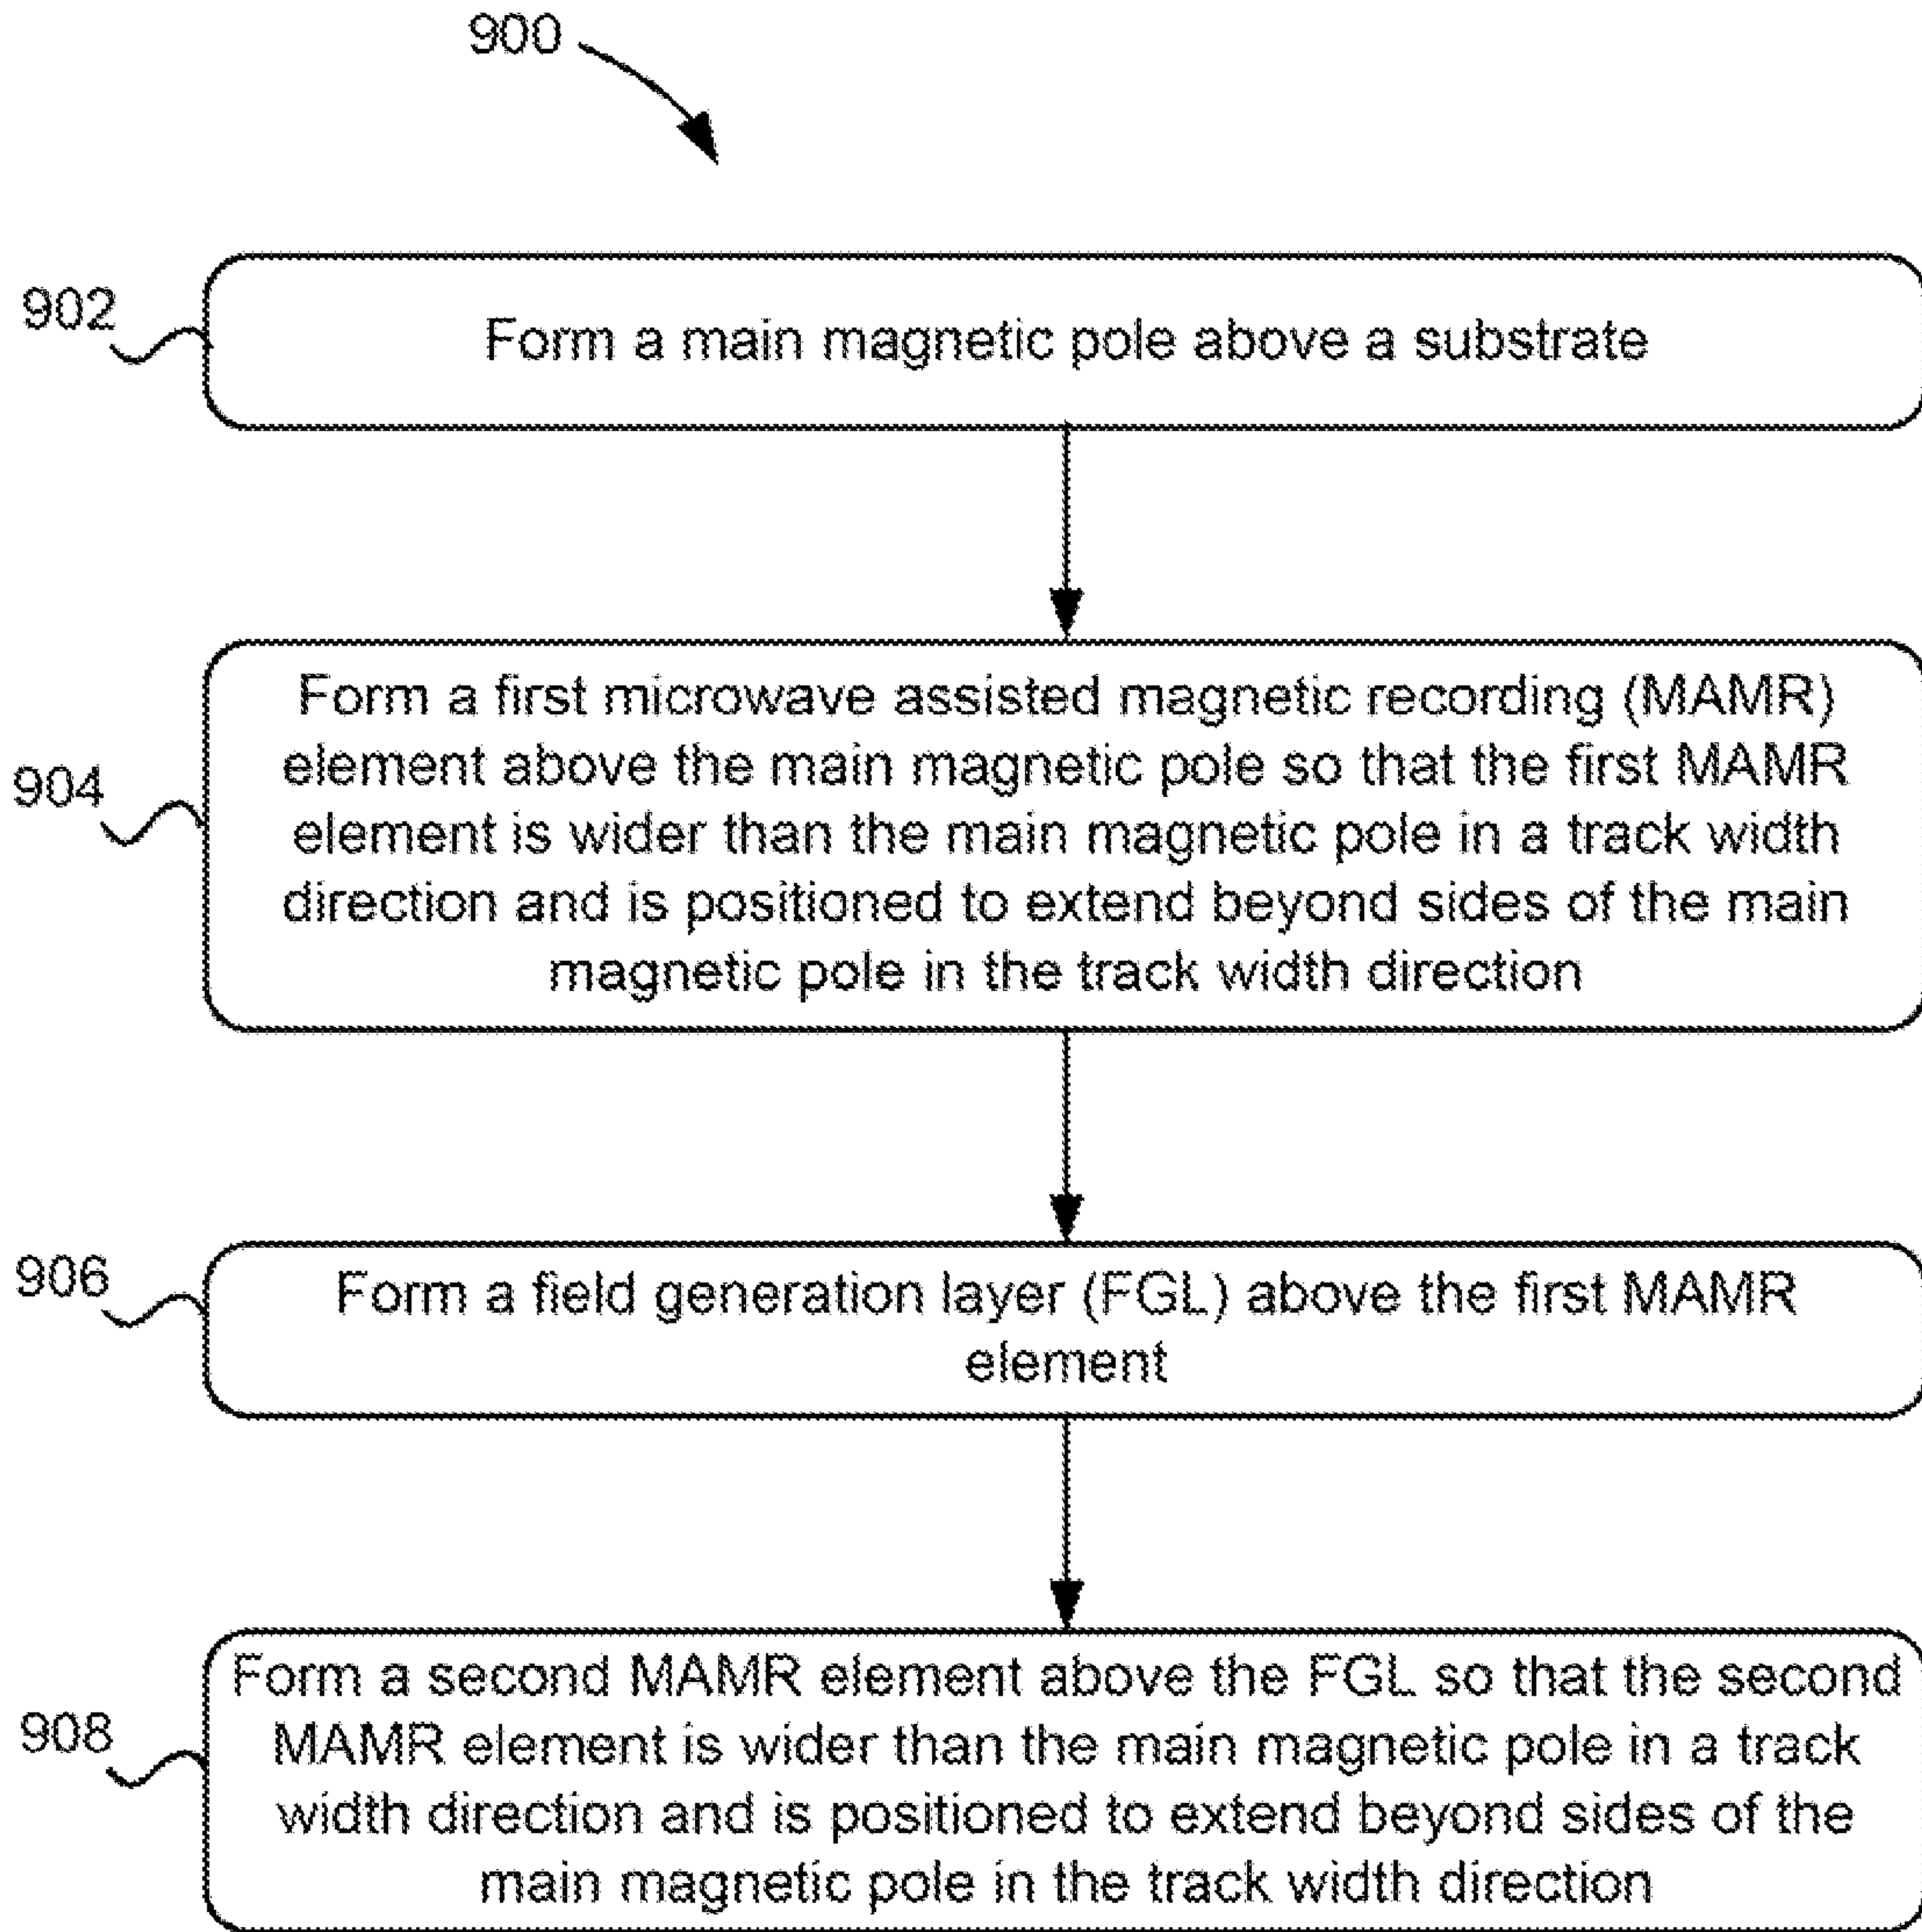 900
902
Form a main magnetic pole above a substrate
904
Form a first microwave assisted magnetic recording (MAMR)
element above the main magnetic pole so that the first MAMR
element is wider than the main magnetic pole in a track width
direction and is positioned to extend beyond sides of the main
magnetic pole in the track width direction
906
Form a field generation layer (FGL) above the first MAMR
element
908
Form a second MAMR element above the FGL so that the second
MAMR element is wider than the main magnetic pole in a track
width direction and is positioned to extend beyond sides of the
main magnetic pole in the track width direction